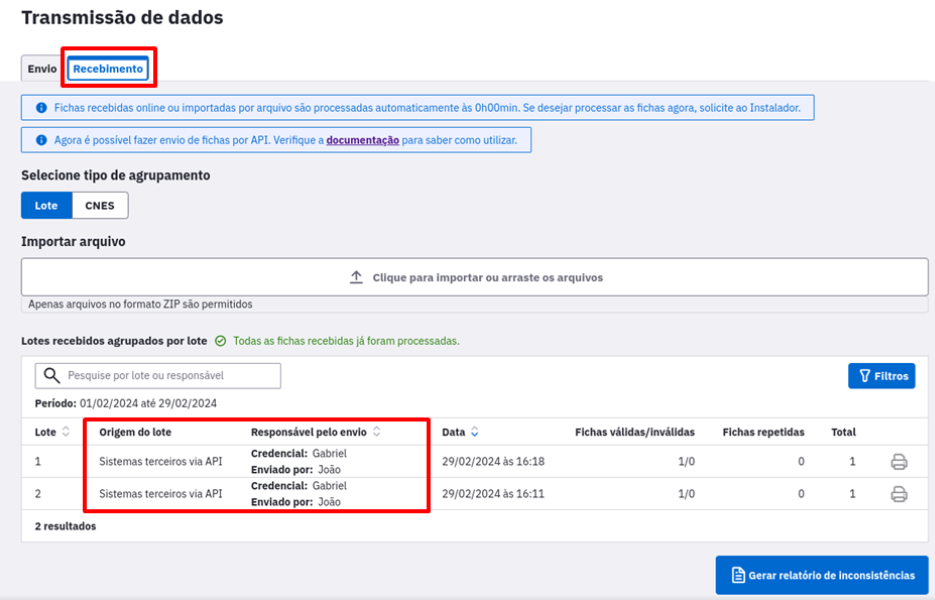 Transmissão de dados
Envio Recebimento
Fichas recebidas online ou importadas por arquivo são processadas automaticamente às 0h00min. Se desejar processar as fichas agora, solicite ao Instalador.
Agora é possível fazer envio de fichas por API. Verifique a documentação para saber como utilizar.
Selecione tipo de agrupamento
Lote CNES
Importar arquivo
Clique para importar ou arraste os arquivos
Apenas arquivos no formato ZIP são permitidos
Lotes recebidos agrupados por lote Todas as fichas recebidas já foram processadas.
Pesquise por lote ou responsável Filtros
Período: 01/02/2024 até 29/02/2024
Lote Origem do lote Responsável pelo envio Data Fichas válidas/inválidas Fichas repetidas Total
1 Sistemas terceiros via API Credencial: Gabriel 29/02/2024 às 16:18 1/0 0 1
Enviado por: João
2 Sistemas terceiros via API Credencial: Gabriel 29/02/2024 às 16:11 1/0 0 1
Enviado por: João
2 resultados
Gerar relatório de inconsistências